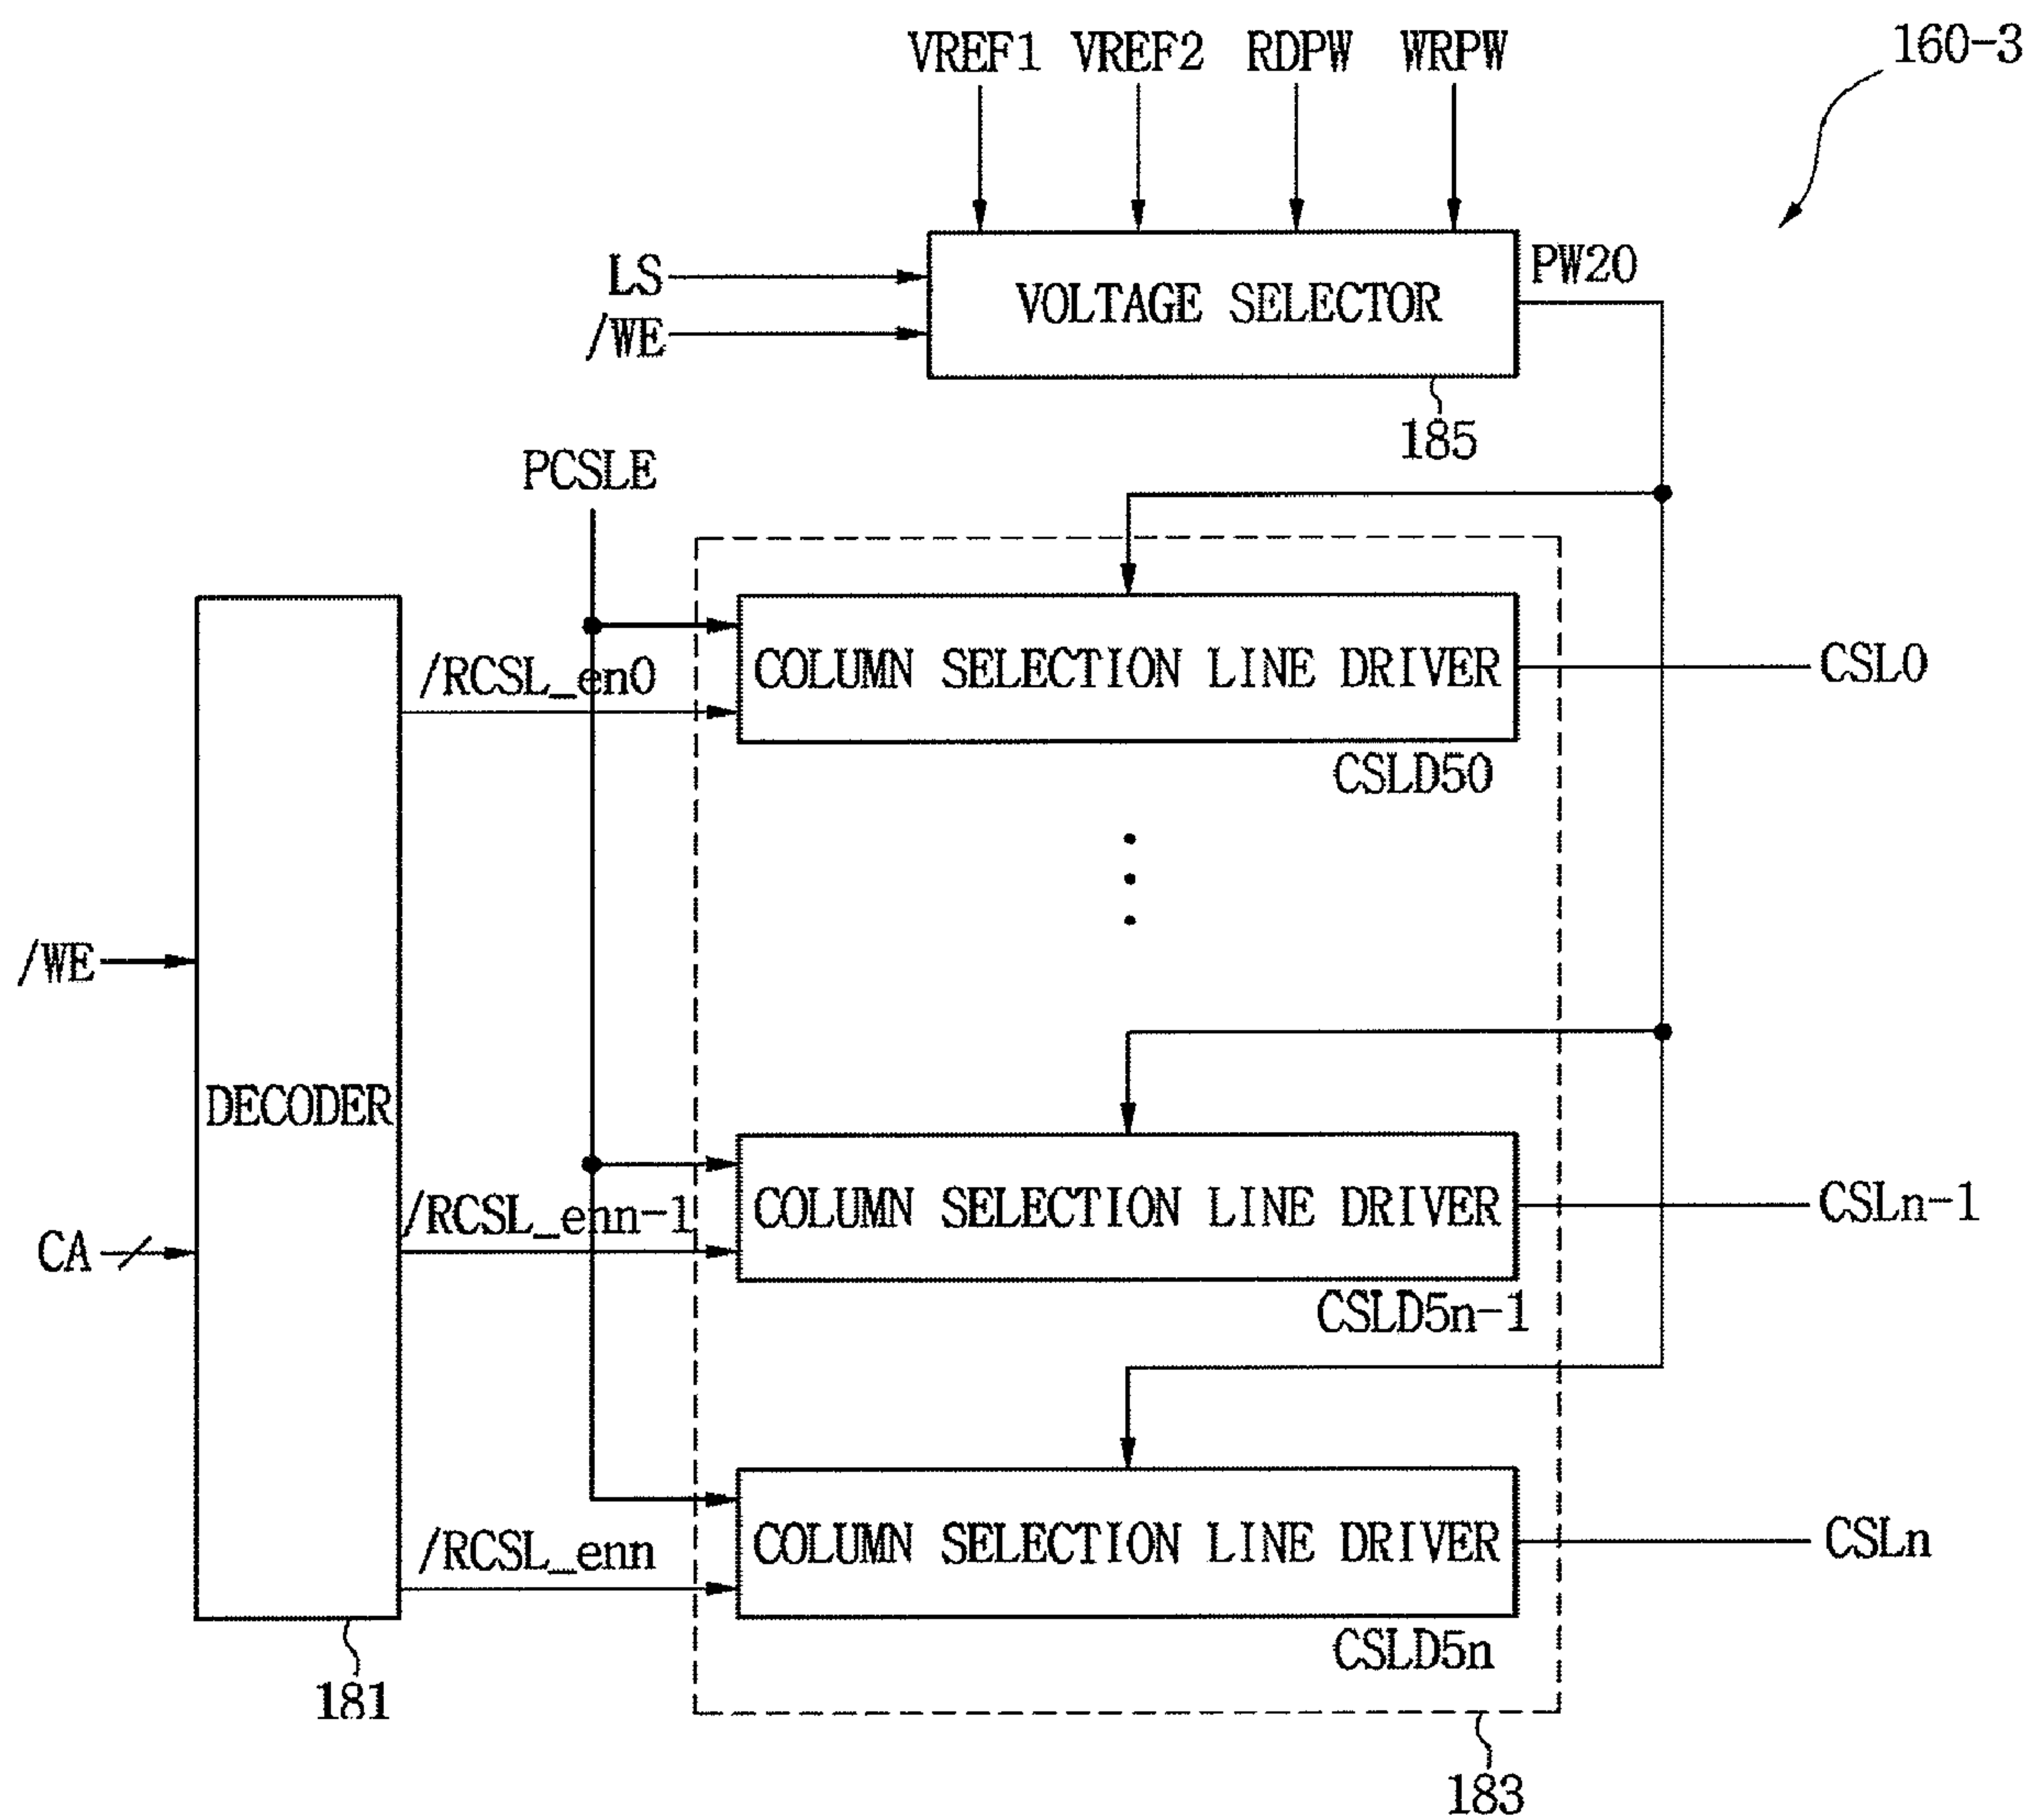 160-3
VREF1 VREF2 RDPW WRPW
LS
/WE
VOLTAGE SELECTOR
PW20
185
PCSLE
/RCSL_en0
COLUMN SELECTION LINE DRIVER
CSL0
CSLD50
/WE
DECODER
CA
/RCSL_enn-1
COLUMN SELECTION LINE DRIVER
CSLn-1
CSLD5n-1
/RCSL_enn
COLUMN SELECTION LINE DRIVER
CSLn
CSLD5n
181
183